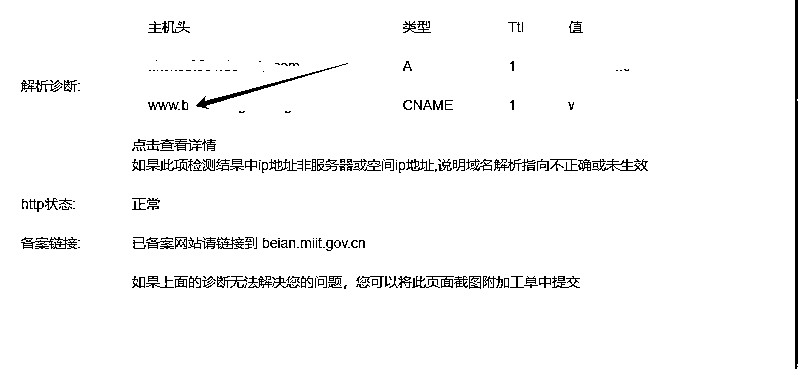 主机头 类型 Ttl 值
A 1
解析诊断:
www.b CNAME 1 v
点击查看详情
如果此项检测结果中ip地址非服务器或空间ip地址,说明域名解析指向不正确或未生效
http状态: 正常
备案链接: 已备案网站请链接到 beian.miit.gov.cn
如果上面的诊断无法解决您的问题，您可以将此页面截图附加工单中提交